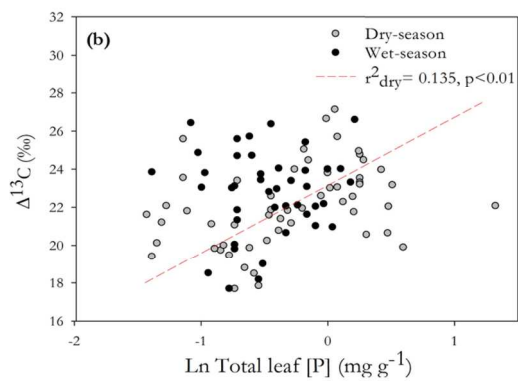 (b)
Dry-season
Wet-season
r²dry= 0.135, p<0.01
32
30
28
26
24
22
20
18
16
Δ¹³C (‰)
-2
-1
0
1
Ln Total leaf [P] (mg g⁻¹)